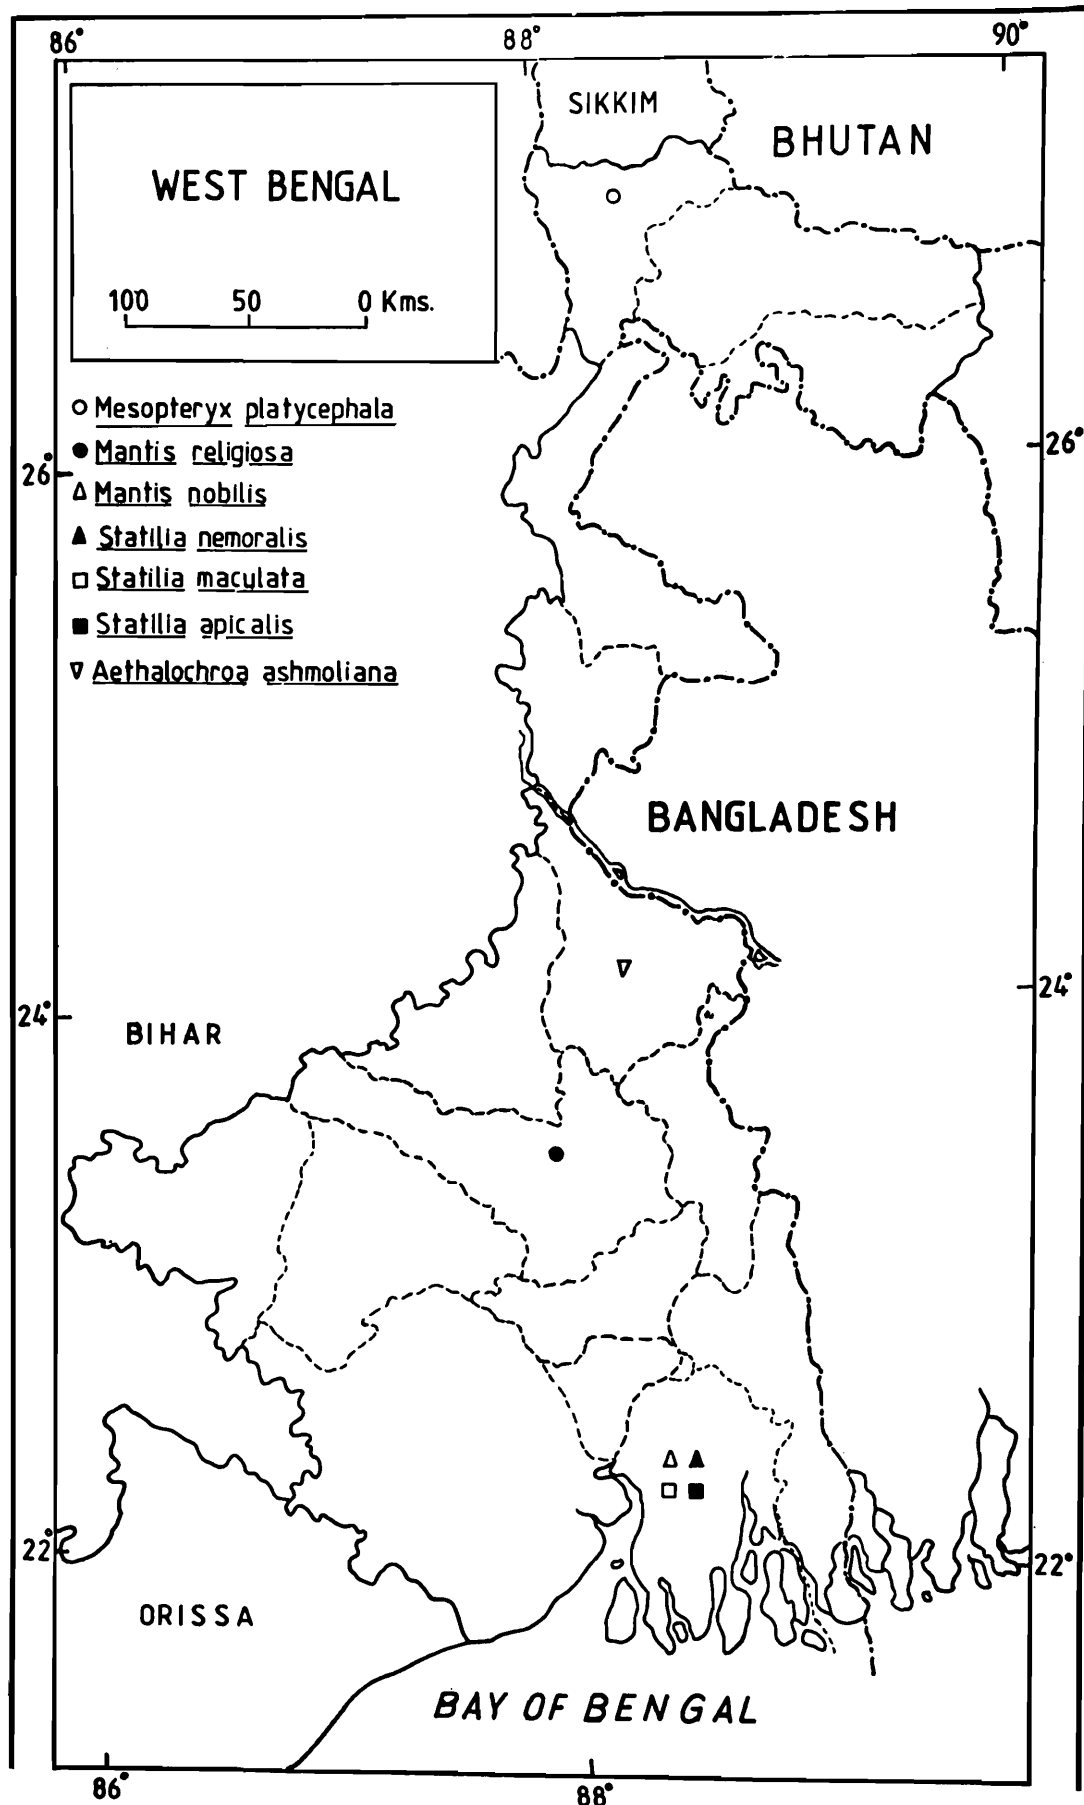 86° 88° 90°
SIKKIM
BHUTAN
WEST BENGAL
100 50 0 Kms.
○ Mesopteryx platycephala
● Mantis religiosa
△ Mantis nobilis
▲ Statilia nemoralis
□ Statilia maculata
■ Statilia apicalis
▽ Aethalochroa ashmoliana
26° 26°
BANGLADESH
24° 24°
BIHAR
22° 22°
ORISSA
BAY OF BENGAL
86° 88°